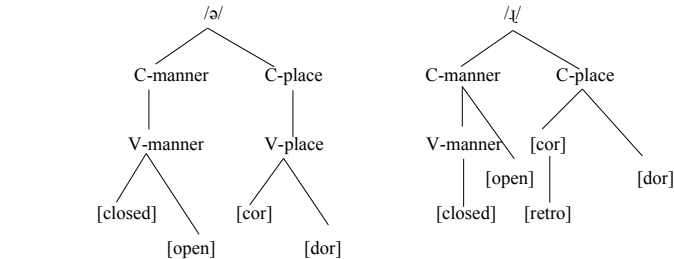 /ə/ /ɻ/
C-manner C-place C-manner C-place
V-manner V-place V-manner [cor]
[open] [dor]
[closed] [cor] [closed] [retro]
[open] [dor]